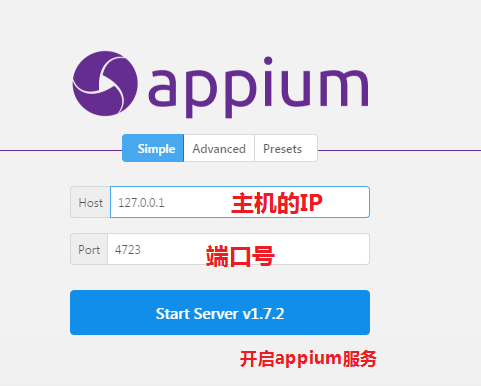 appium
Simple Advanced Presets
Host 127.0.0.1 主机的IP
Port 4723 端口号
Start Server v1.7.2
开启appium服务